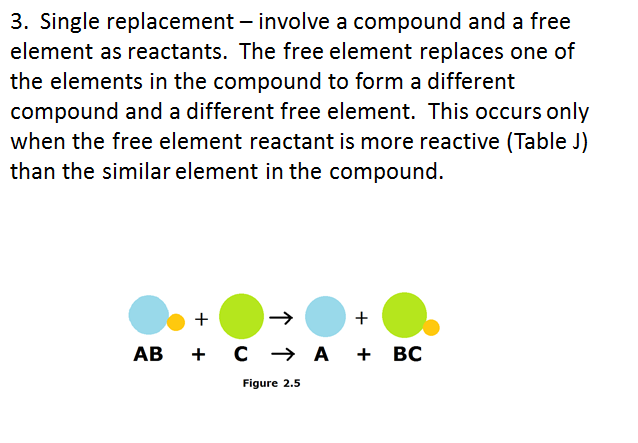 3. Single replacement – involve a compound and a free
element as reactants. The free element replaces one of
the elements in the compound to form a different
compound and a different free element. This occurs only
when the free element reactant is more reactive (Table J)
than the similar element in the compound.
+ → +
AB + C → A + BC
Figure 2.5